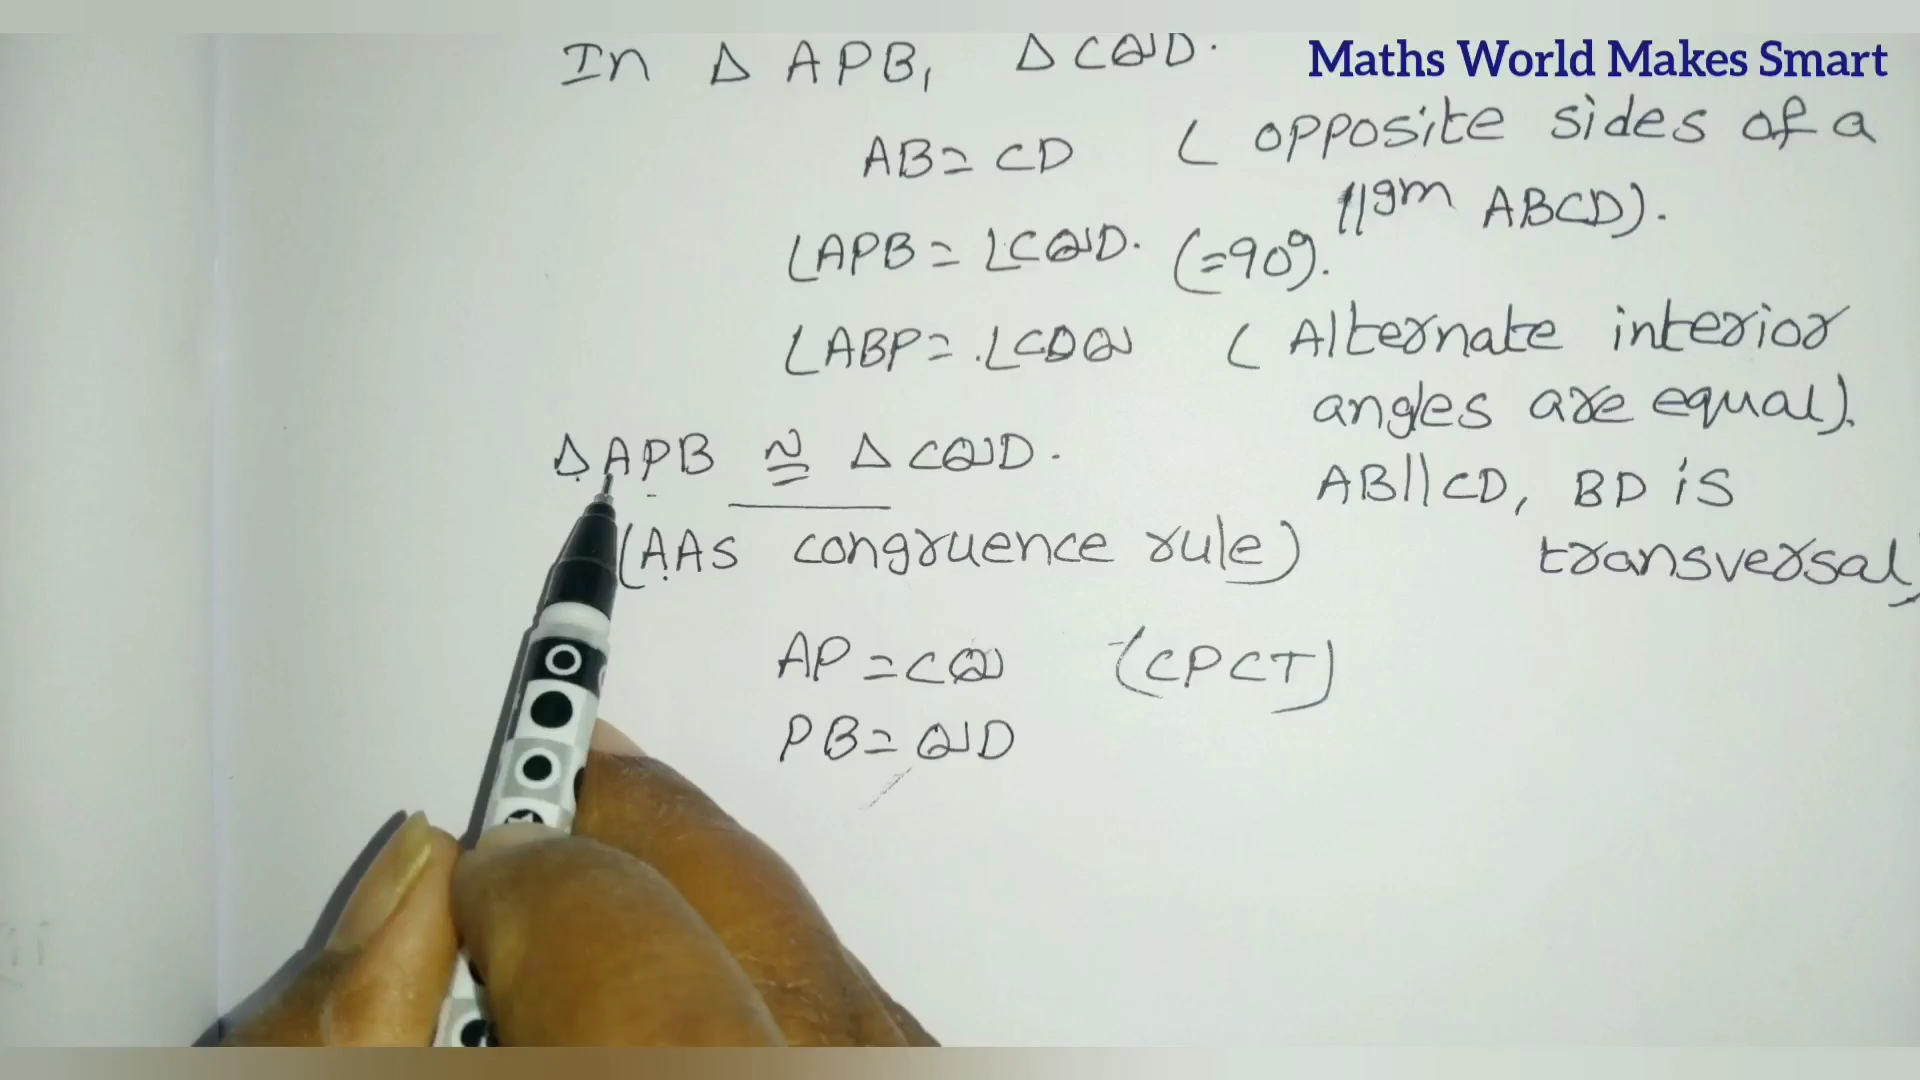 Maths World Makes Smart
In Δ APB, Δ CQD.
AB = CD ( opposite sides of a
||gm ABCD).
∠APB = ∠CQD. (=90°).
∠ABP = ∠CDQ ( Alternate interior
angles are equal).
ΔAPB ≅ Δ CQD.
AB||CD, BD is
(AAS congruence rule) transversal)
AP = CQ (CPCT)
PB = QD